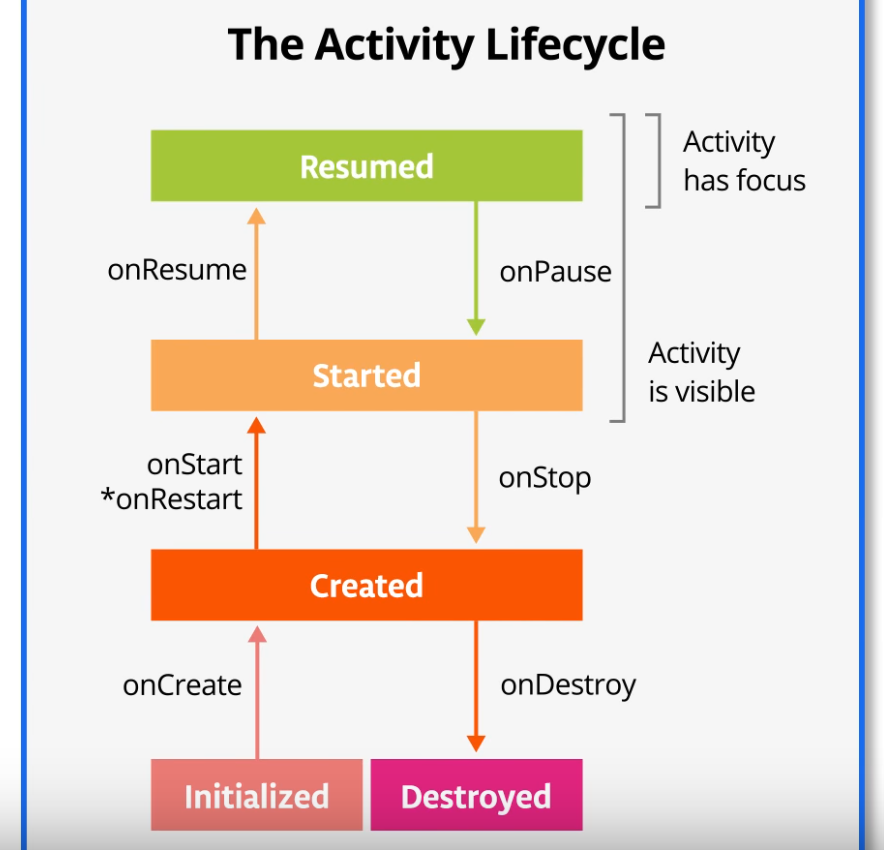 The Activity Lifecycle
Resumed
Activity
has focus
onResume
onPause
Started
Activity
is visible
onStart
*onRestart
onStop
Created
onCreate
onDestroy
Initialized
Destroyed